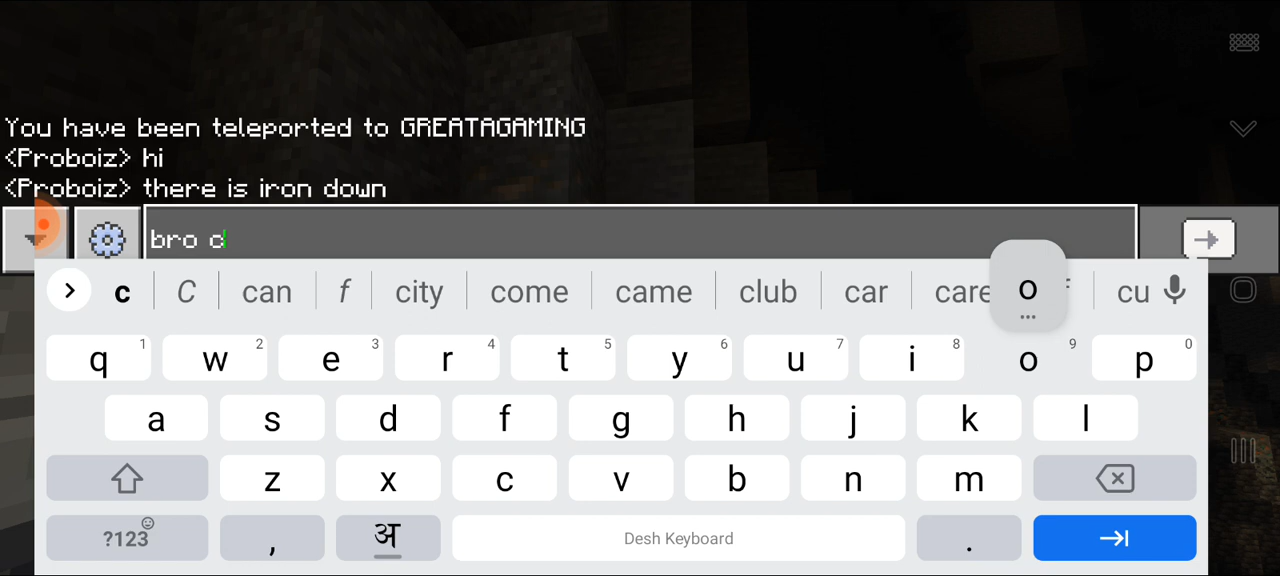 You have been teleported to GREATAGAMING
<Proboiz> hi
<Proboiz> there is iron down
bro c
c C can f city come came club car care o cu
...
q 1 w 2 e 3 r 4 t 5 y 6 u 7 i 8 o 9 p 0
a s d f g h j k l
z x c v b n m
?123 , अ Desh Keyboard .